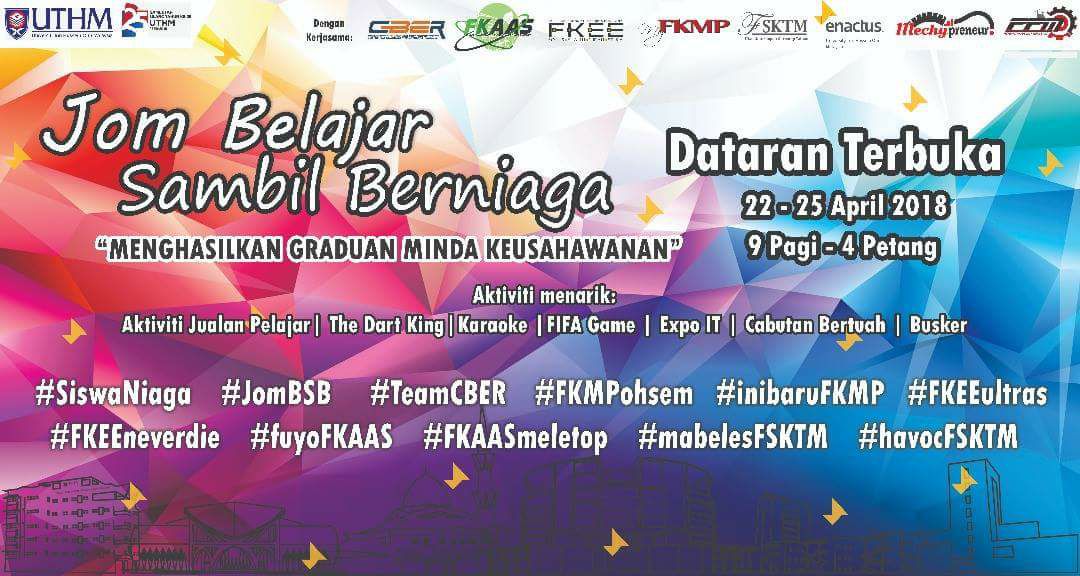 UTHM
UTHM
Dengan
Kerjasama:
CBER
FKAAS
FKEE
FKMP
FSKTM
enactus
Mechypreneur!
Jom Belajar
Sambil Berniaga
“MENGHASILKAN GRADUAN MINDA KEUSAHAWANAN”
Dataran Terbuka
22 - 25 April 2018
9 Pagi - 4 Petang
Aktiviti menarik:
Aktiviti Jualan Pelajar| The Dart King|Karaoke |FIFA Game | Expo IT | Cabutan Bertuah | Busker
#SiswaNiaga #JomBSB #TeamCBER #FKMPohsem #inibaruFKMP #FKEEultras
#FKEEneverdie #fuyoFKAAS #FKAASmeletop #mabelesFSKTM #havocFSKTM